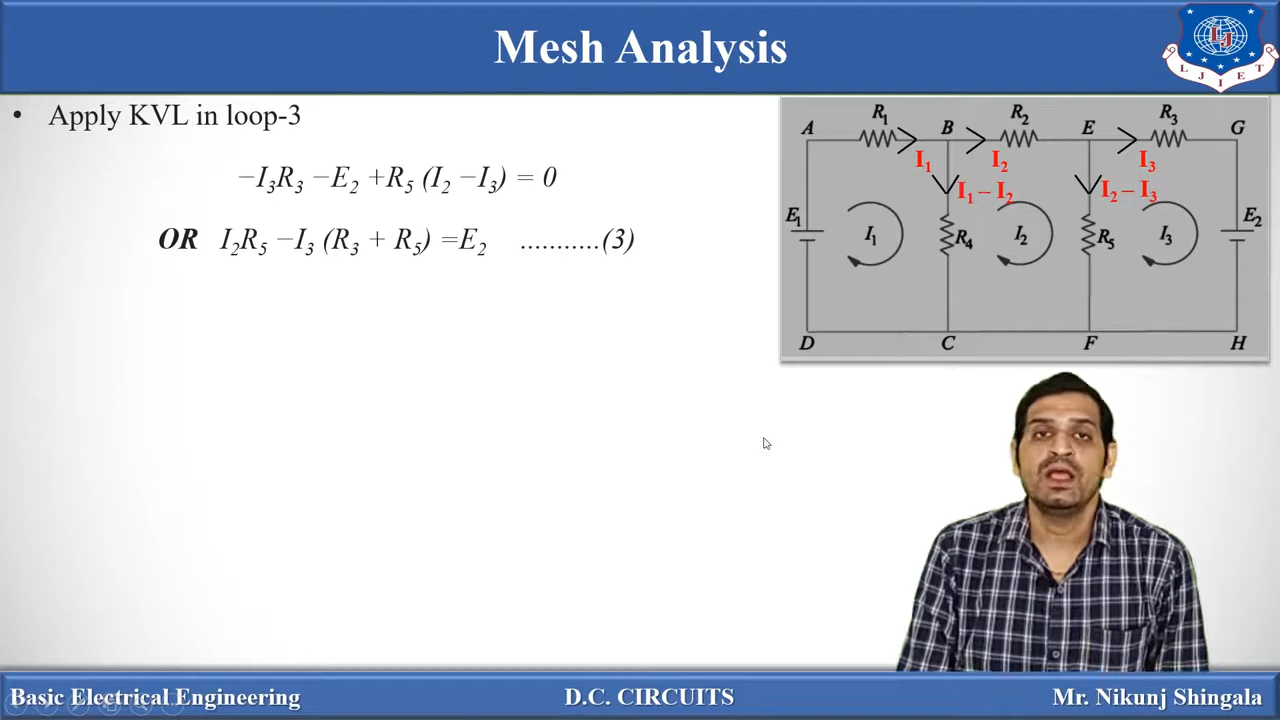 Mesh Analysis
LJ
LJIET
• Apply KVL in loop-3
−I₃R₃ −E₂ +R₅ (I₂ −I₃) = 0
OR I₂R₅ −I₃ (R₃ + R₅) =E₂ ...........(3)
A R₁ B R₂ E R₃ G
I₁ I₂ I₃
I₁ – I₂ I₂ – I₃
E₁ I₁ R₄ I₂ R₅ I₃ E₂
D C F H
Basic Electrical Engineering D.C. CIRCUITS Mr. Nikunj Shingala